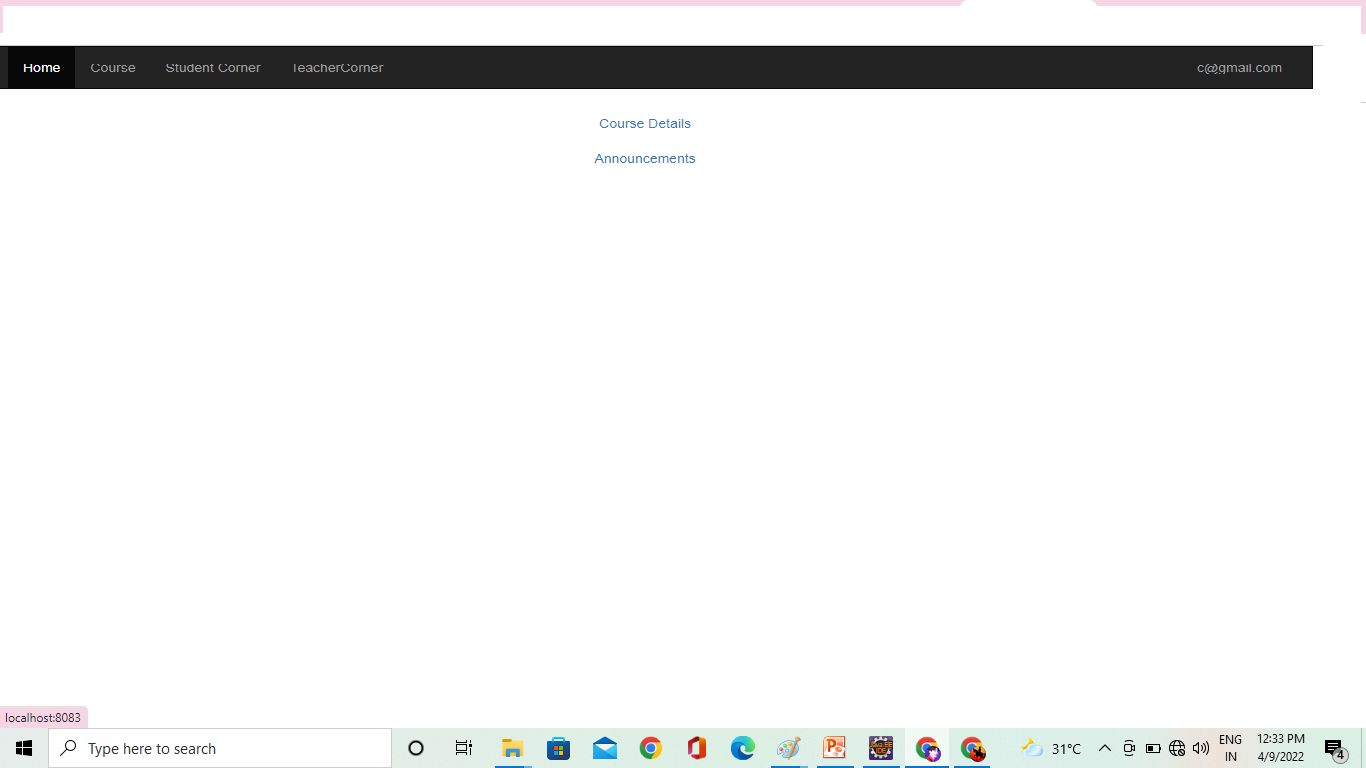 Home Course Student Corner TeacherCorner c@gmail.com
Course Details
Announcements
localhost:8083
Type here to search 31°C ENG 12:33 PM
IN 4/9/2022 4